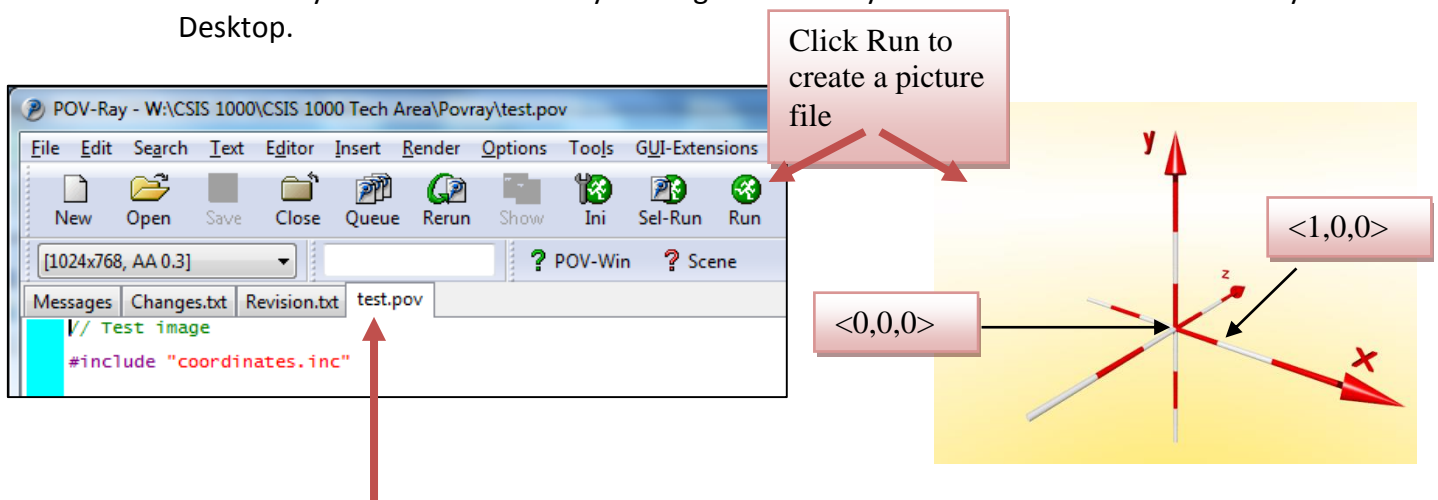 Desktop.
Click Run to
create a picture
file
POV-Ray - W:\CSIS 1000\CSIS 1000 Tech Area\Povray\test.pov
File Edit Search Text Editor Insert Render Options Tools GUI-Extensions
New Open Save Close Queue Rerun Show Ini Sel-Run Run
[1024x768, AA 0.3] ? POV-Win ? Scene
Messages Changes.txt Revision.txt test.pov
// Test image
#include "coordinates.inc"
y
<1,0,0>
z
<0,0,0>
x